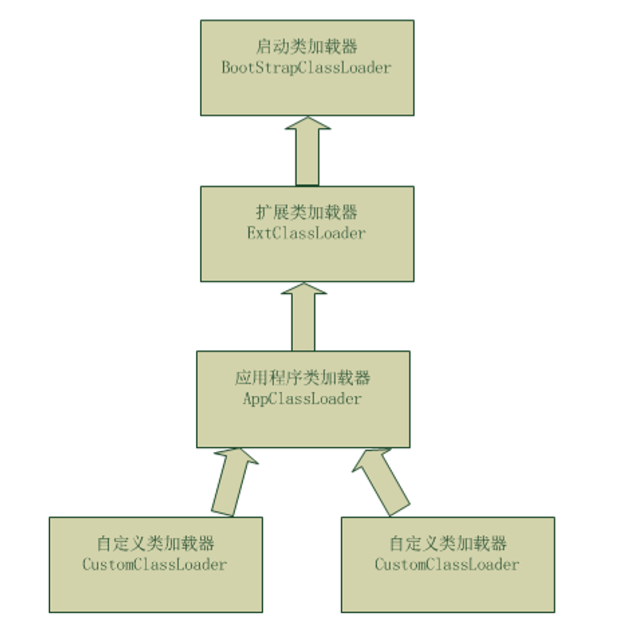 启动类加载器
BootStrapClassLoader
扩展类加载器
ExtClassLoader
应用程序类加载器
AppClassLoader
自定义类加载器
CustomClassLoader
自定义类加载器
CustomClassLoader